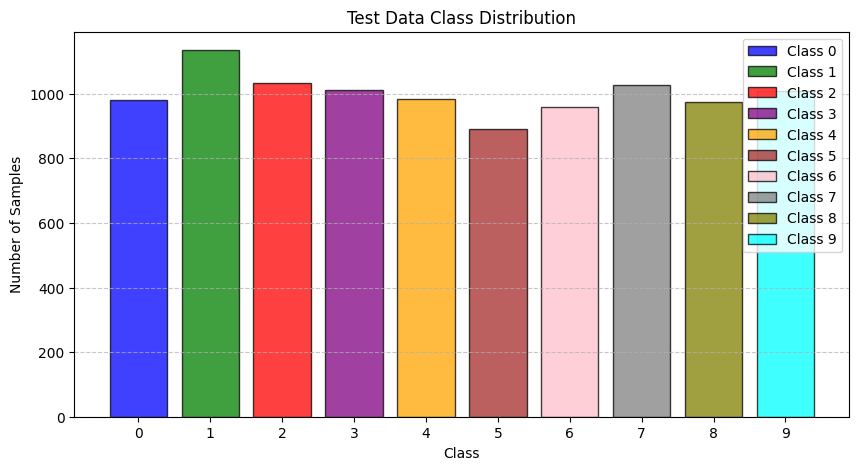 Test Data Class Distribution
Number of Samples
1000
800
600
400
200
0
0 1 2 3 4 5 6 7 8 9
Class
Class 0
Class 1
Class 2
Class 3
Class 4
Class 5
Class 6
Class 7
Class 8
Class 9